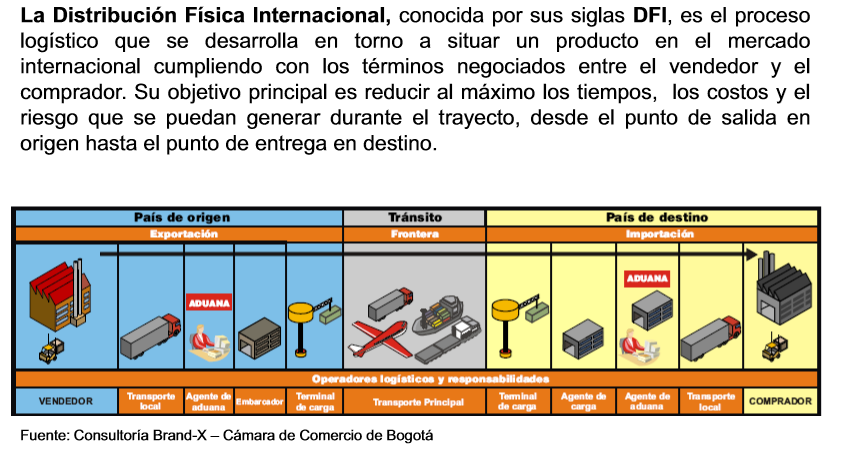 La Distribución Física Internacional, conocida por sus siglas DFI, es el proceso
logístico que se desarrolla en torno a situar un producto en el mercado
internacional cumpliendo con los términos negociados entre el vendedor y el
comprador. Su objetivo principal es reducir al máximo los tiempos, los costos y el
riesgo que se puedan generar durante el trayecto, desde el punto de salida en
origen hasta el punto de entrega en destino.
País de origen
Tránsito
País de destino
Exportación
Frontera
Importación
ADUANA
ADUANA
Operadores logísticos y responsabilidades
VENDEDOR
Transporte
local
Agente de
aduana
Embarcador
Terminal
de carga
Transporte Principal
Terminal
de carga
Agente de
carga
Agente de
aduana
Transporte
local
COMPRADOR
Fuente: Consultoría Brand-X – Cámara de Comercio de Bogotá